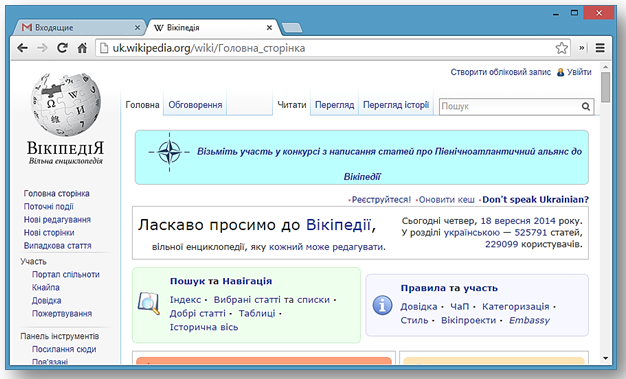 Входящие
Вікіпедія
uk.wikipedia.org/wiki/Головна_сторінка
Створити обліковий запис Увійти
Головна Обговорення Читати Перегляд Перегляд історії Пошук
ВікіпедіЯ
Вільна енциклопедія
Головна сторінка
Поточні події
Нові редагування
Нові сторінки
Випадкова стаття
Участь
Портал спільноти
Кнайпа
Довідка
Пожертвування
Панель інструментів
Посилання сюди
Пов'язані
Візьміть участь у конкурсі з написання статей про Північноатлантичний альянс до
Вікіпедії
•Реєструйтеся! •Оновити кеш •Don't speak Ukrainian?
Ласкаво просимо до Вікіпедії,
вільної енциклопедії, яку кожний може редагувати.
Сьогодні четвер, 18 вересня 2014 року.
У розділі українською — 525791 статей,
229099 користувачів.
Пошук та Навігація
Індекс • Вибрані статті та списки •
Добрі статті • Таблиці •
Історична вісь
Правила та участь
Довідка • ЧаП • Категоризація •
Стиль • Вікіпроекти • Embassy